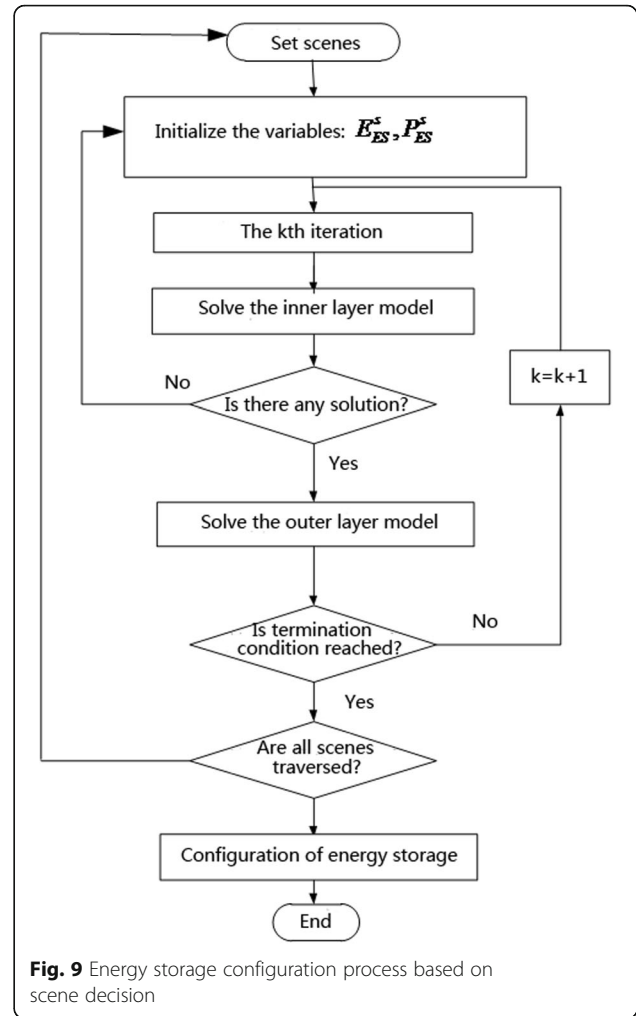 Set scenes
Initialize the variables: E^s_ES, P^s_ES
The kth iteration
Solve the inner layer model
No
k=k+1
Is there any solution?
Yes
Solve the outer layer model
No
Is termination
condition reached?
Yes
Are all scenes
traversed?
Configuration of energy storage
End
Fig. 9 Energy storage configuration process based on
scene decision